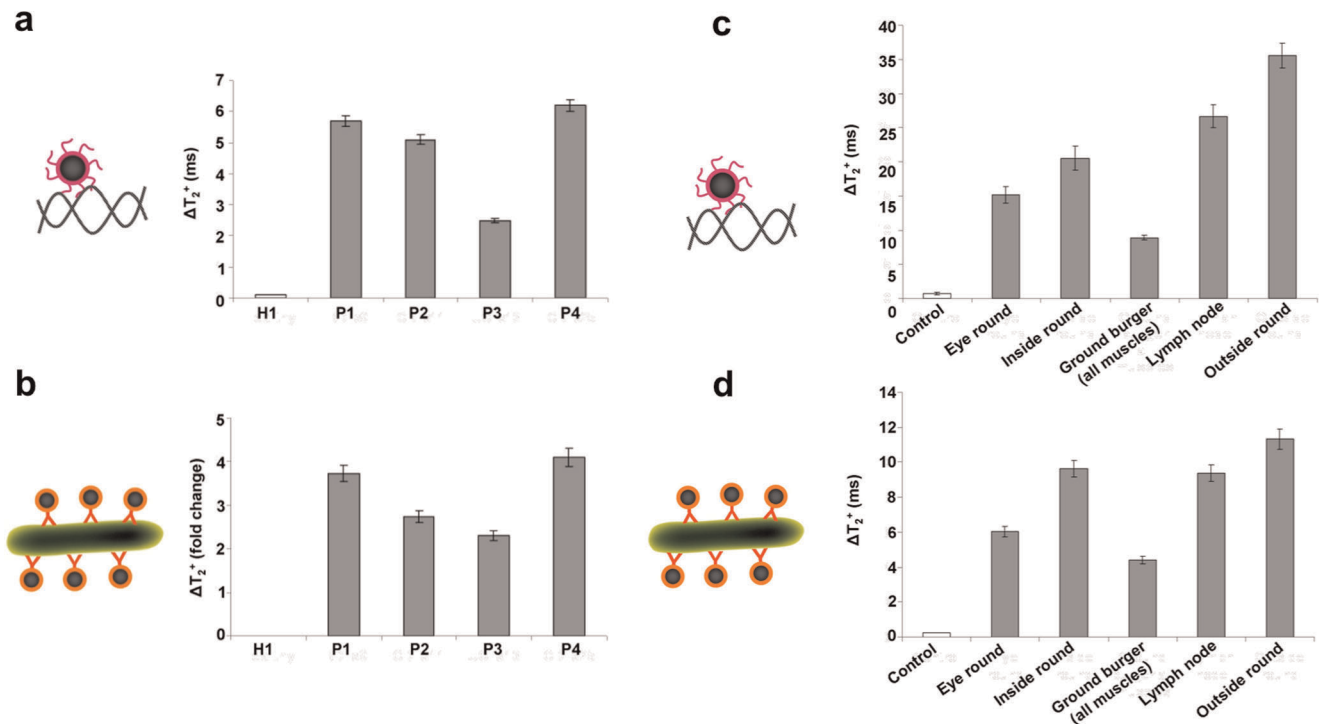 a
ΔT₂⁺ (ms)
7
6
5
4
3
2
1
0
H1 P1 P2 P3 P4
b
ΔT₂⁺ (fold change)
5
4
3
2
1
0
H1 P1 P2 P3 P4
c
ΔT₂⁺ (ms)
40
35
30
25
20
15
10
5
0
Control
Eye round
Inside round
Ground burger
(all muscles)
Lymph node
Outside round
d
ΔT₂⁺ (ms)
14
12
10
8
6
4
2
0
Control
Eye round
Inside round
Ground burger
(all muscles)
Lymph node
Outside round